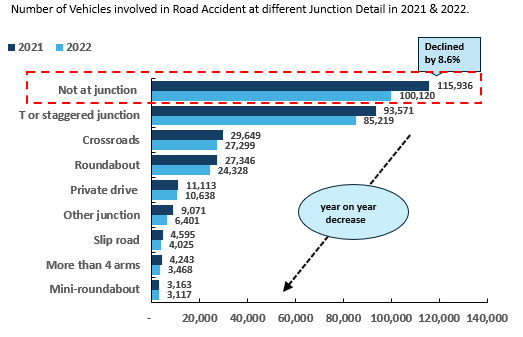 Number of Vehicles involved in Road Accident at different Junction Detail in 2021 & 2022.
2021 2022
Declined
by 8.6%
Not at junction 115,936
100,120
T or staggered junction 93,571
85,219
Crossroads 29,649
27,299
Roundabout 27,346
24,328
Private drive 11,113
10,638
Other junction 9,071
6,401
Slip road 4,595
4,025
More than 4 arms 4,243
3,468
Mini-roundabout 3,163
3,117
year on year
decrease
- 20,000 40,000 60,000 80,000 100,000 120,000 140,000